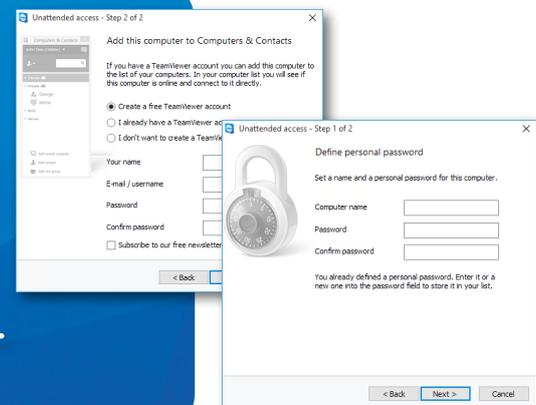 Unattended access - Step 2 of 2
Add this computer to Computers & Contacts
If you have a TeamViewer account you can add this computer to
the list of your computers. In your computer list you will see if
this computer is online and connect to it directly.
Create a free TeamViewer account
I already have a TeamViewer
I don't want to create a
Your name
E-mail / username
Password
Confirm password
Subscribe to our free newsletter
< Back
Computers & Contacts
George
Unattended access - Step 1 of 2
Define personal password
Set a name and a personal password for this computer.
Computer name
Password
Confirm password
You already defined a personal password. Enter it or a
new one into the password field to store it in your list.
< Back
Next >
Cancel